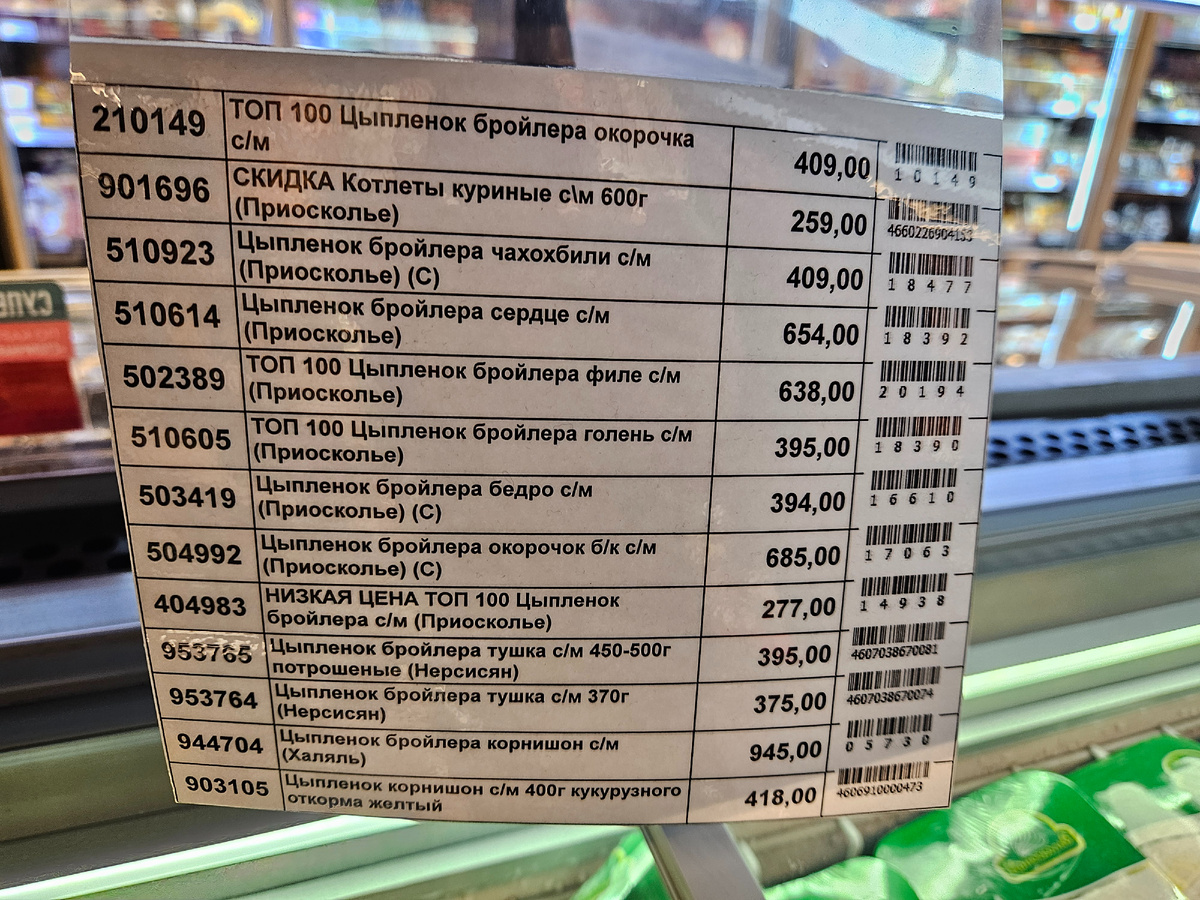 210149 ТОП 100 Цыпленок бройлера окорочка
с/м 409,00 10149
901696 СКИДКА Котлеты куриные с\м 600г
(Приосколье) 259,00 4660226904153
510923 Цыпленок бройлера чахохбили с/м
(Приосколье) (С) 409,00 18477
510614 Цыпленок бройлера сердце с/м
(Приосколье) 654,00 18392
502389 ТОП 100 Цыпленок бройлера филе с/м
(Приосколье) 638,00 20194
510605 ТОП 100 Цыпленок бройлера голень с/м
(Приосколье) 395,00 18390
503419 Цыпленок бройлера бедро с/м
(Приосколье) (С) 394,00 16610
504992 Цыпленок бройлера окорочок б/к с/м
(Приосколье) (С) 685,00 17063
404983 НИЗКАЯ ЦЕНА ТОП 100 Цыпленок
бройлера с/м (Приосколье) 277,00 14938
953765 Цыпленок бройлера тушка с/м 450-500г
потрошеные (Нерсисян) 395,00 4607038670081
953764 Цыпленок бройлера тушка с/м 370г
(Нерсисян) 375,00 4607038670074
944704 Цыпленок бройлера корнишон с/м
(Халяль) 945,00 05730
903105 Цыпленок корнишон с/м 400г кукурузного
откорма желтый 418,00 4606910000473